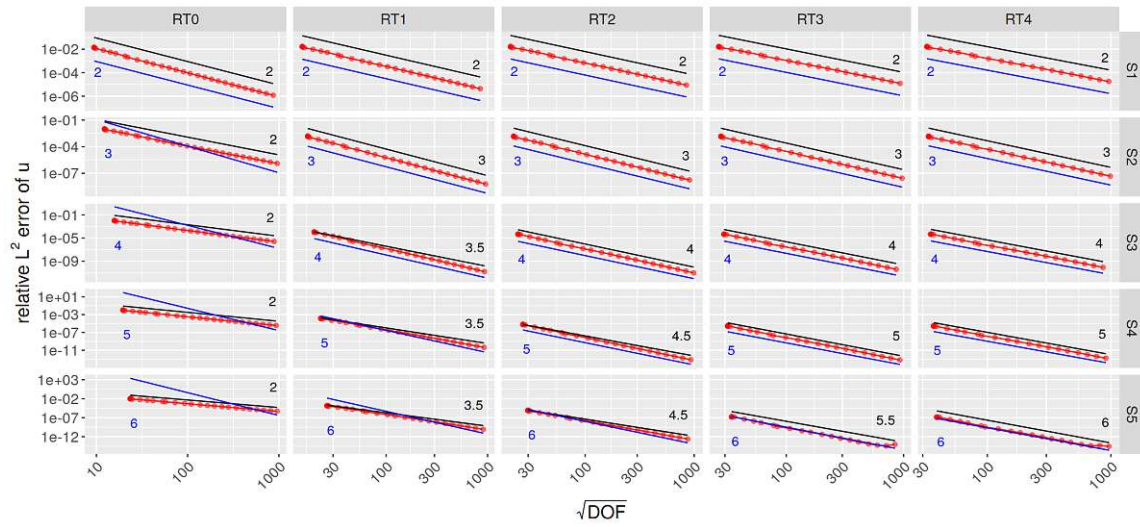 RT0 RT1 RT2 RT3 RT4
1e-02
1e-04
1e-06
2 2 2 2 2 2 2 2 2 2
S1
1e-01
1e-04
1e-07
3 2 3 3 3 3 3 3 3 3
S2
1e-01
1e-05
1e-09
4 2 4 3.5 4 4 4 4 4 4
S3
1e+01
1e-03
1e-07
1e-11
5 2 5 3.5 5 4.5 5 5 5 5
S4
1e+03
1e-02
1e-07
1e-12
6 2 6 3.5 6 4.5 6 5.5 6 6
S5
10 100 1000 30 100 300 1000 30 100 300 1000 30 100 300 1000 30 100 300 1000
√DOF
relative L² error of u